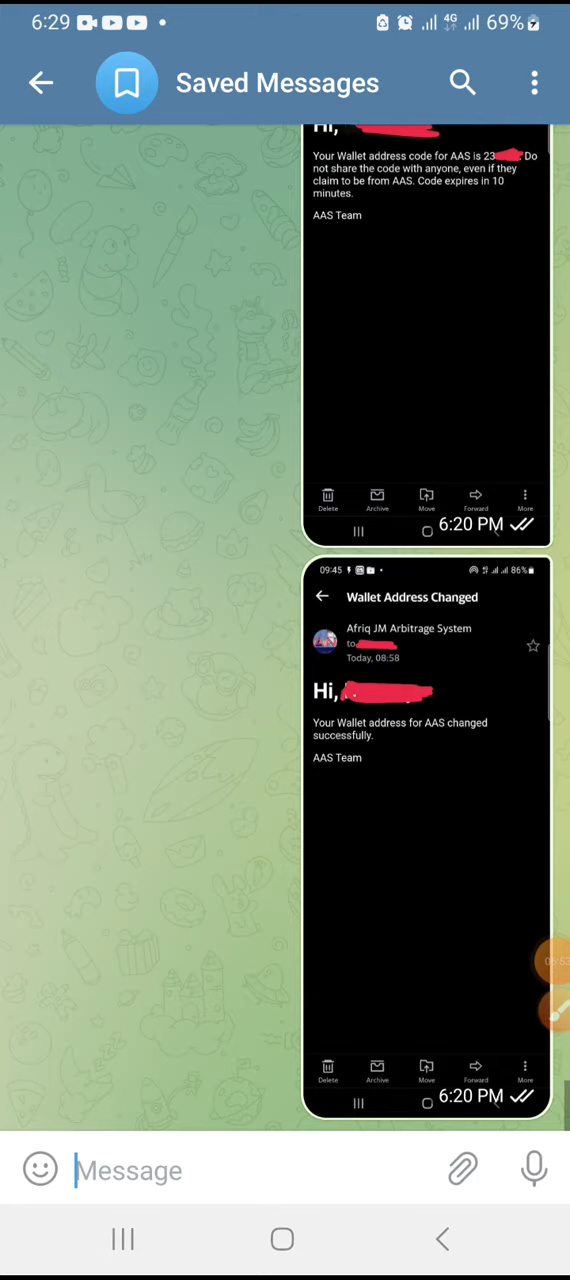 6:29 4G 69%
Saved Messages
Hi,
Your Wallet address code for AAS is 23 Do
not share the code with anyone, even if they
claim to be from AAS. Code expires in 10
minutes.
AAS Team
Delete Archive Move Forward More
6:20 PM
09:45 86%
Wallet Address Changed
Afriq JM Arbitrage System
to
Today, 08:58
Hi,
Your Wallet address for AAS changed
successfully.
AAS Team
Delete Archive Move Forward More
6:20 PM
Message